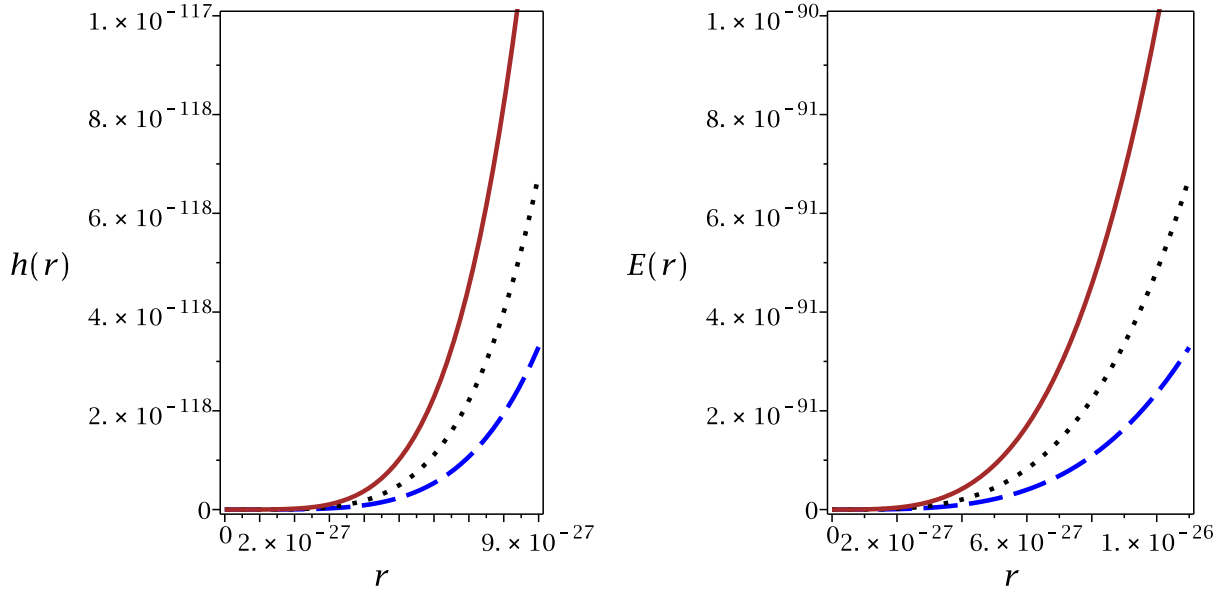 1. × 10⁻¹¹⁷
8. × 10⁻¹¹⁸
6. × 10⁻¹¹⁸
h(r)
4. × 10⁻¹¹⁸
2. × 10⁻¹¹⁸
0
0 2. × 10⁻²⁷ 9. × 10⁻²⁷
r
1. × 10⁻⁹⁰
8. × 10⁻⁹¹
6. × 10⁻⁹¹
E(r)
4. × 10⁻⁹¹
2. × 10⁻⁹¹
0
0 2. × 10⁻²⁷ 6. × 10⁻²⁷ 1. × 10⁻²⁶
r